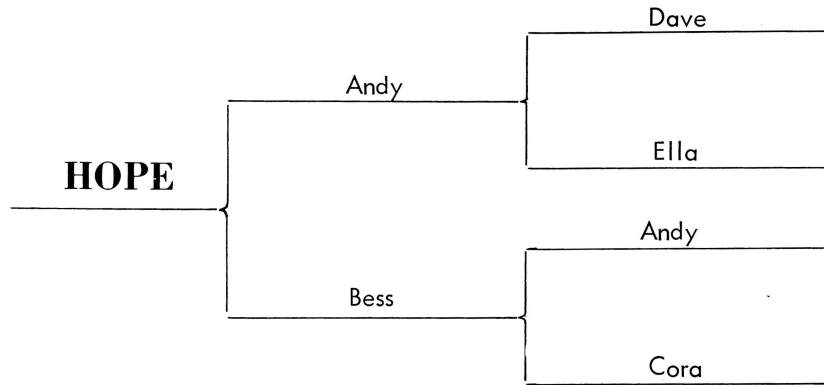 Dave
Andy
Ella
HOPE
Andy
Bess
Cora